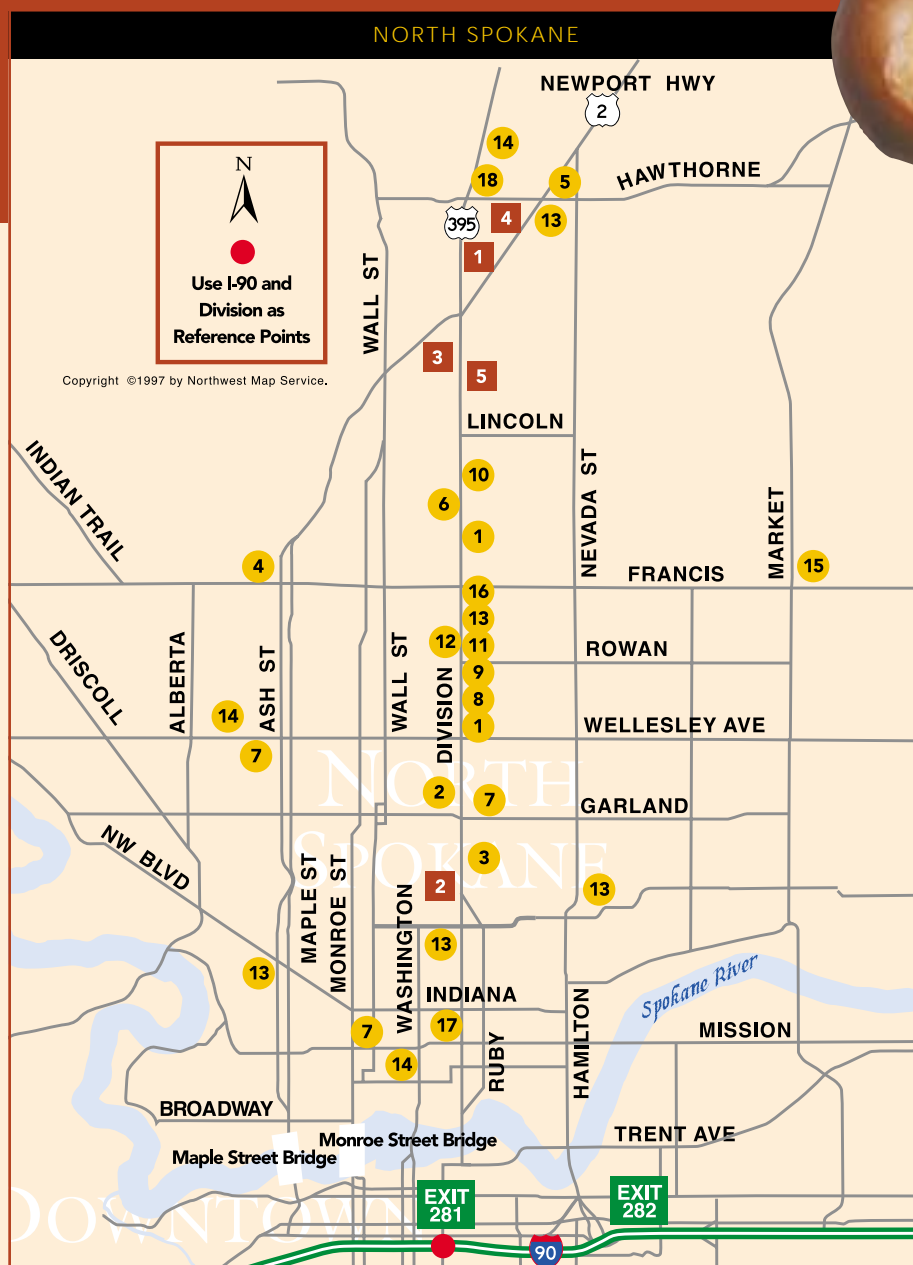 NORTH SPOKANE
NEWPORT HWY
2
14
18
5
HAWTHORNE
N
Use I-90 and
Division as
Reference Points
395
4
13
1
WALL ST
3
5
Copyright ©1997 by Northwest Map Service.
LINCOLN
INDIAN TRAIL
10
6
1
NEVADA ST
MARKET
4
15
FRANCIS
16
13
12
11
ROWAN
DRISCOLL
ALBERTA
ASH ST
WALL ST
DIVISION
9
8
14
1
WELLESLEY AVE
7
NORTH
2
7
GARLAND
NW BLVD
SPOKANE
3
MAPLE ST
MONROE ST
2
13
WASHINGTON
13
13
Spokane River
INDIANA
HAMILTON
7
17
MISSION
RUBY
14
BROADWAY
TRENT AVE
Monroe Street Bridge
Maple Street Bridge
DOWNTOWN
EXIT
281
EXIT
282
90